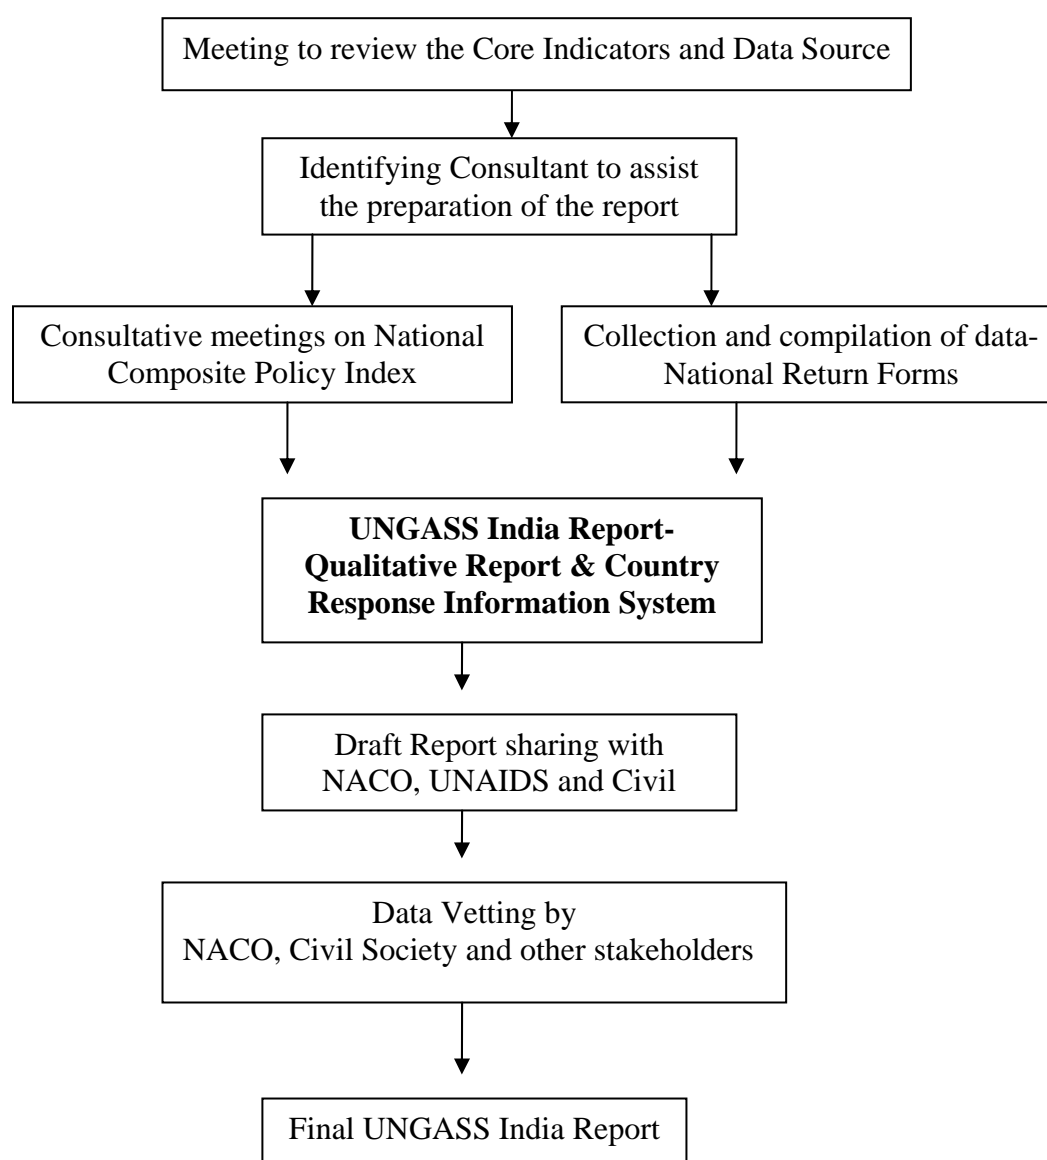 Meeting to review the Core Indicators and Data Source
Identifying Consultant to assist
the preparation of the report
Consultative meetings on National
Composite Policy Index
Collection and compilation of data-
National Return Forms
UNGASS India Report-
Qualitative Report & Country
Response Information System
Draft Report sharing with
NACO, UNAIDS and Civil
Data Vetting by
NACO, Civil Society and other stakeholders
Final UNGASS India Report